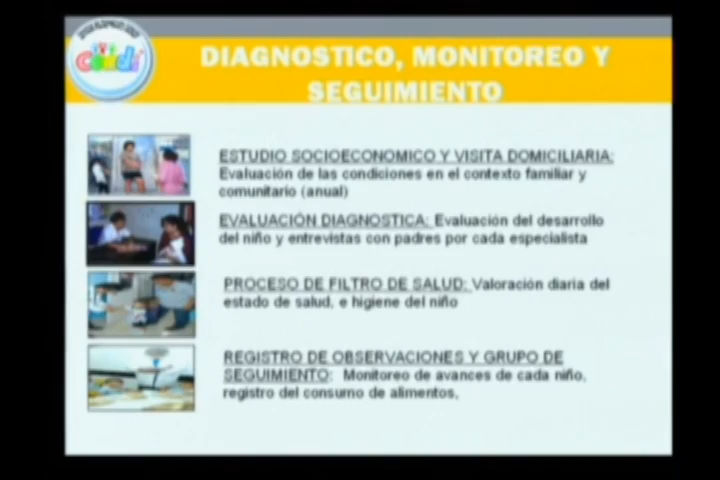 DIAGNOSTICO, MONITOREO Y
SEGUIMIENTO
ESTUDIO SOCIOECONOMICO Y VISITA DOMICILIARIA:
Evaluación de las condiciones en el contexto familiar y
comunitario (anual)
EVALUACIÓN DIAGNOSTICA: Evaluación del desarrollo
del niño y entrevistas con padres por cada especialista
PROCESO DE FILTRO DE SALUD: Valoración diaria del
estado de salud, e higiene del niño
REGISTRO DE OBSERVACIONES Y GRUPO DE
SEGUIMIENTO: Monitoreo de avances de cada niño,
registro del consumo de alimentos,